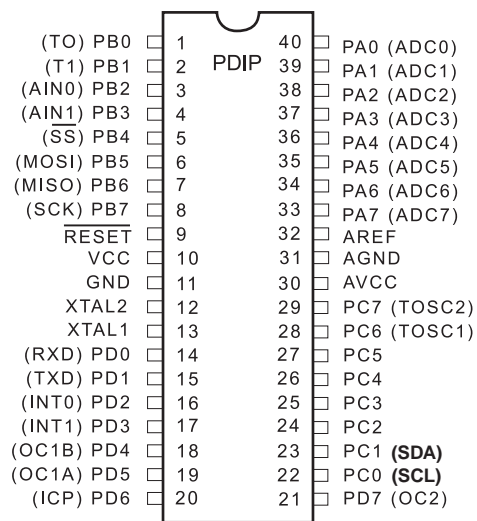 (TO) PB0 1 40 PA0 (ADC0)
(T1) PB1 2 PDIP 39 PA1 (ADC1)
(AIN0) PB2 3 38 PA2 (ADC2)
(AIN1) PB3 4 37 PA3 (ADC3)
(SS) PB4 5 36 PA4 (ADC4)
(MOSI) PB5 6 35 PA5 (ADC5)
(MISO) PB6 7 34 PA6 (ADC6)
(SCK) PB7 8 33 PA7 (ADC7)
RESET 9 32 AREF
VCC 10 31 AGND
GND 11 30 AVCC
XTAL2 12 29 PC7 (TOSC2)
XTAL1 13 28 PC6 (TOSC1)
(RXD) PD0 14 27 PC5
(TXD) PD1 15 26 PC4
(INT0) PD2 16 25 PC3
(INT1) PD3 17 24 PC2
(OC1B) PD4 18 23 PC1 (SDA)
(OC1A) PD5 19 22 PC0 (SCL)
(ICP) PD6 20 21 PD7 (OC2)